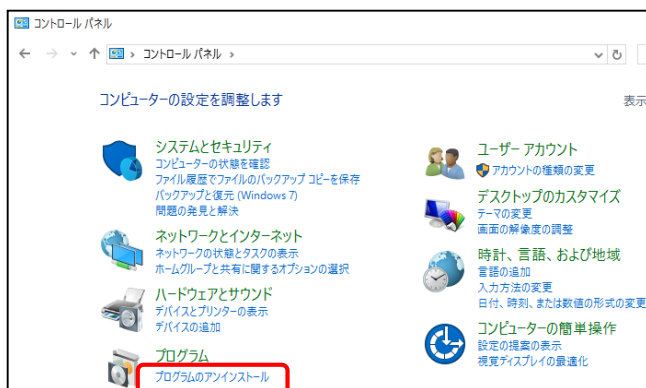 コントロール パネル
コントロール パネル
コンピューターの設定を調整します
表示
システムとセキュリティ
コンピューターの状態を確認
ファイル履歴でファイルのバックアップ コピーを保存
バックアップと復元 (Windows 7)
問題の発見と解決
ネットワークとインターネット
ネットワークの状態とタスクの表示
ホームグループと共有に関するオプションの選択
ハードウェアとサウンド
デバイスとプリンターの表示
デバイスの追加
プログラム
プログラムのアンインストール
ユーザー アカウント
アカウントの種類の変更
デスクトップのカスタマイズ
テーマの変更
画面の解像度の調整
時計、言語、および地域
言語の追加
入力方法の変更
日付、時刻、または数値の形式の変更
コンピューターの簡単操作
設定の提案の表示
視覚ディスプレイの最適化